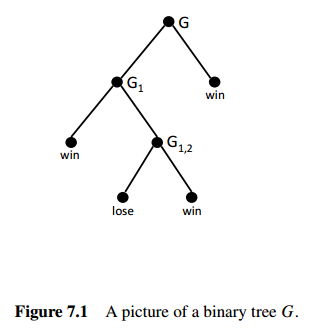 G
G₁
win
G₁,₂
win
lose
win
Figure 7.1 A picture of a binary tree G.